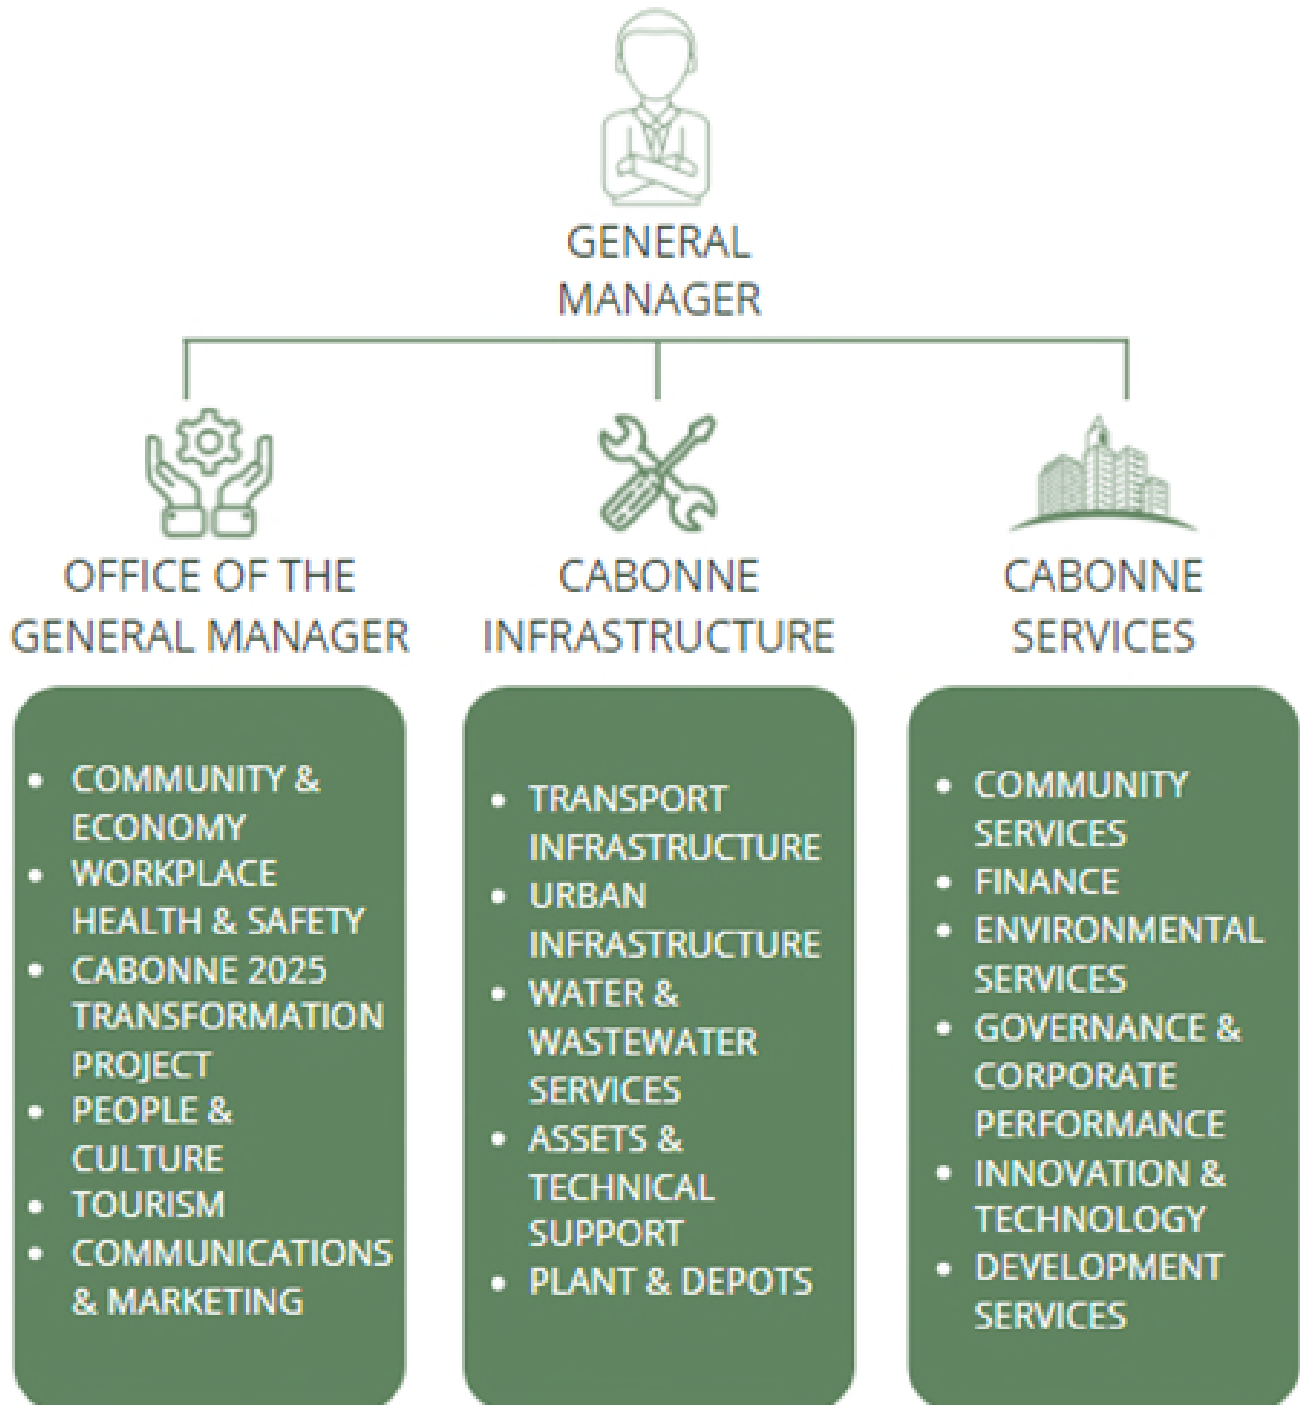 GENERAL
MANAGER
OFFICE OF THE
GENERAL MANAGER
• COMMUNITY &
ECONOMY
• WORKPLACE
HEALTH & SAFETY
• CABONNE 2025
TRANSFORMATION
PROJECT
• PEOPLE &
CULTURE
• TOURISM
• COMMUNICATIONS
& MARKETING
CABONNE
INFRASTRUCTURE
• TRANSPORT
INFRASTRUCTURE
• URBAN
INFRASTRUCTURE
• WATER &
WASTEWATER
SERVICES
• ASSETS &
TECHNICAL
SUPPORT
• PLANT & DEPOTS
CABONNE
SERVICES
• COMMUNITY
SERVICES
• FINANCE
• ENVIRONMENTAL
SERVICES
• GOVERNANCE &
CORPORATE
PERFORMANCE
• INNOVATION &
TECHNOLOGY
• DEVELOPMENT
SERVICES